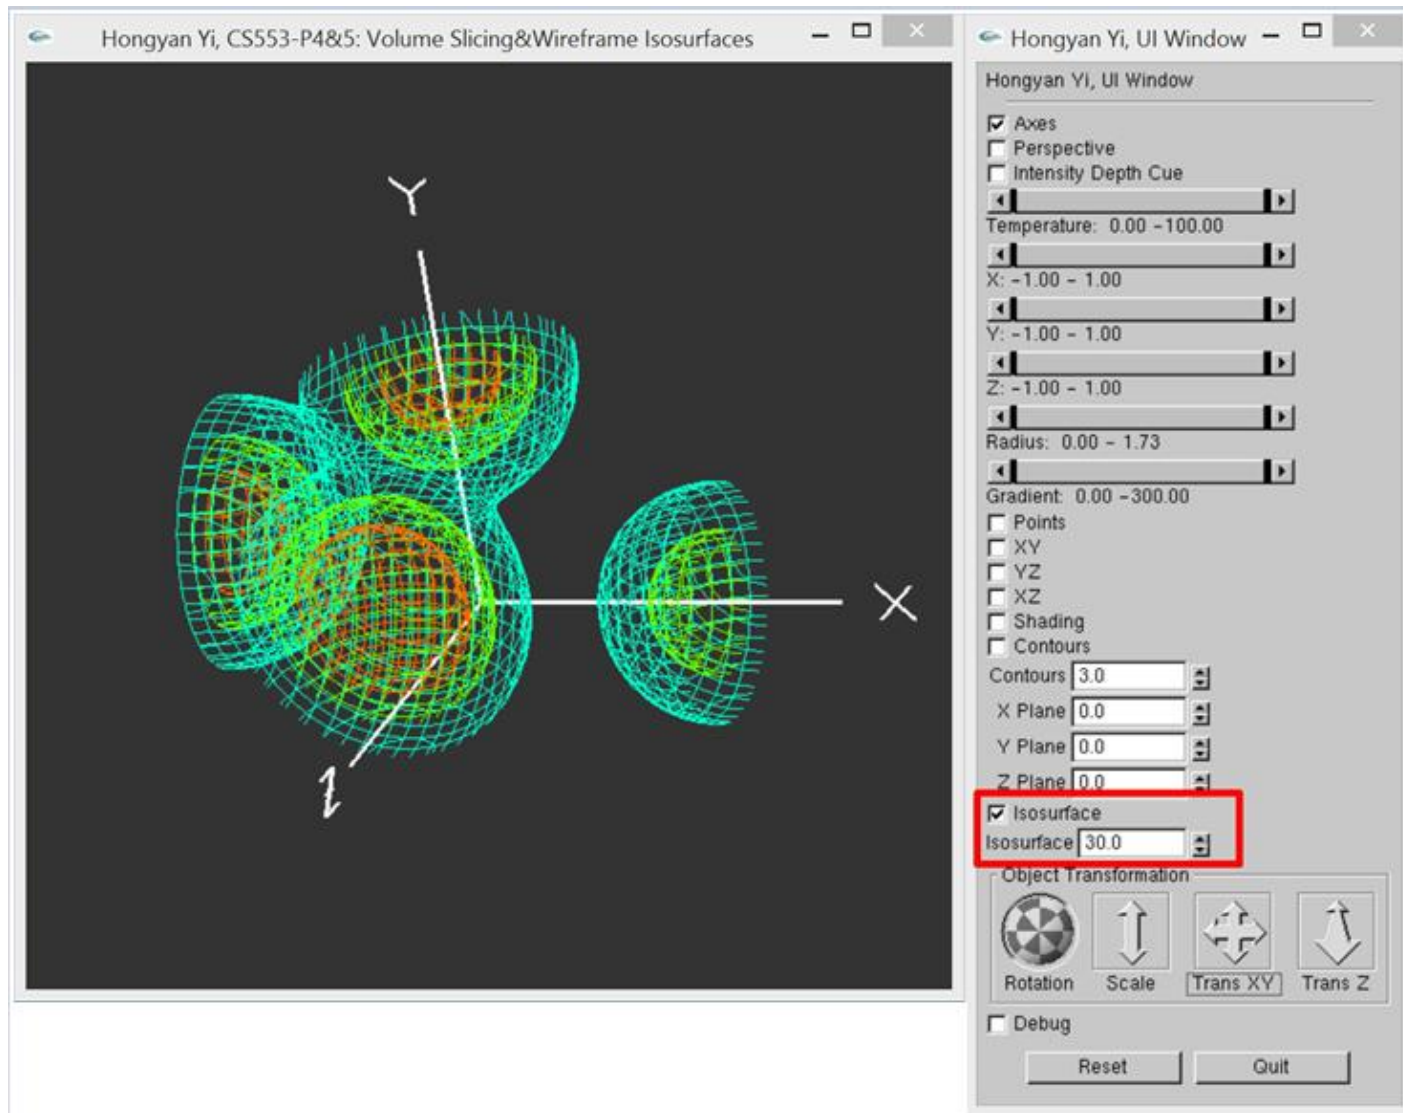 Hongyan Yi, CS553-P4&5: Volume Slicing&Wireframe Isosurfaces
Y
X
Z
Hongyan Yi, UI Window
Hongyan Yi, UI Window
Axes
Perspective
Intensity Depth Cue
Temperature: 0.00 -100.00
X: -1.00 - 1.00
Y: -1.00 - 1.00
Z: -1.00 - 1.00
Radius: 0.00 - 1.73
Gradient: 0.00 -300.00
Points
XY
YZ
XZ
Shading
Contours
Contours 3.0
X Plane 0.0
Y Plane 0.0
Z Plane 0.0
Isosurface
Isosurface 30.0
Object Transformation
Rotation Scale Trans XY Trans Z
Debug
Reset Quit